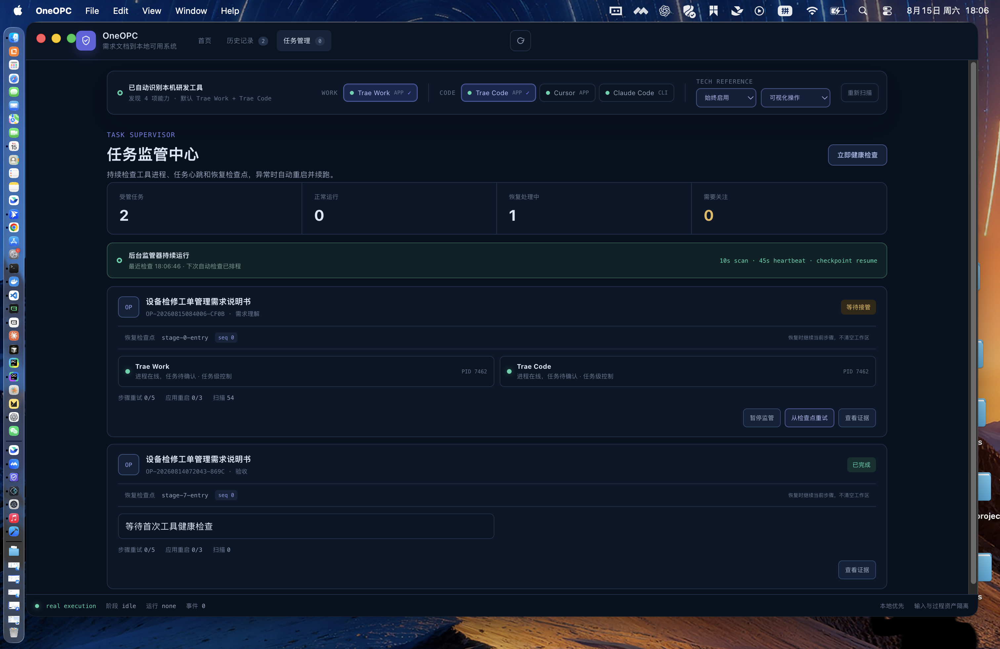 OneOPC File Edit View Window Help
拼 8月15日 周六 18:06
OneOPC
需求文档到本地可用系统
首页 历史记录 2 任务管理 0
已自动识别本机研发工具
发现 4 项能力 · 默认 Trae Work + Trae Code
WORK Trae Work APP ✓ CODE Trae Code APP ✓ Cursor APP Claude Code CLI
TECH REFERENCE
始终启用 可视化操作 重新扫描
TASK SUPERVISOR
任务监管中心
立即健康检查
持续检查工具进程、任务心跳和恢复检查点，异常时自动重启并续跑。
受管任务 正常运行 恢复处理中 需要关注
2 0 1 0
后台监管器持续运行
最近检查 18:06:46 · 下次自动检查已排程
10s scan · 45s heartbeat · checkpoint resume
OP
设备检修工单管理需求说明书
OP-20260815084006-CF0B · 需求理解
等待接管
恢复检查点 stage-0-entry seq 0 恢复时继续当前步骤，不清空工作区
Trae Work
进程在线，任务待确认 · 任务级控制
PID 7462
Trae Code
进程在线，任务待确认 · 任务级控制
PID 7462
步骤重试 0/5 应用重启 0/3 扫描 54
暂停监管 从检查点重试 查看证据
OP
设备检修工单管理需求说明书
OP-20260814072043-869C · 验收
已完成
恢复检查点 stage-7-entry seq 0 恢复时继续当前步骤，不清空工作区
等待首次工具健康检查
步骤重试 0/5 应用重启 0/3 扫描 0
查看证据
real execution 阶段 idle 运行 none 事件 0 本地优先 输入与过程资产隔离
15
PC
GO
s
projec
s